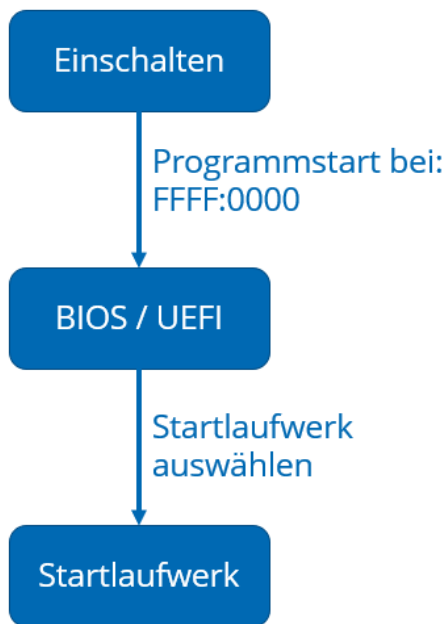 Einschalten
Programmstart bei:
FFFF:0000
BIOS / UEFI
Startlaufwerk
auswählen
Startlaufwerk